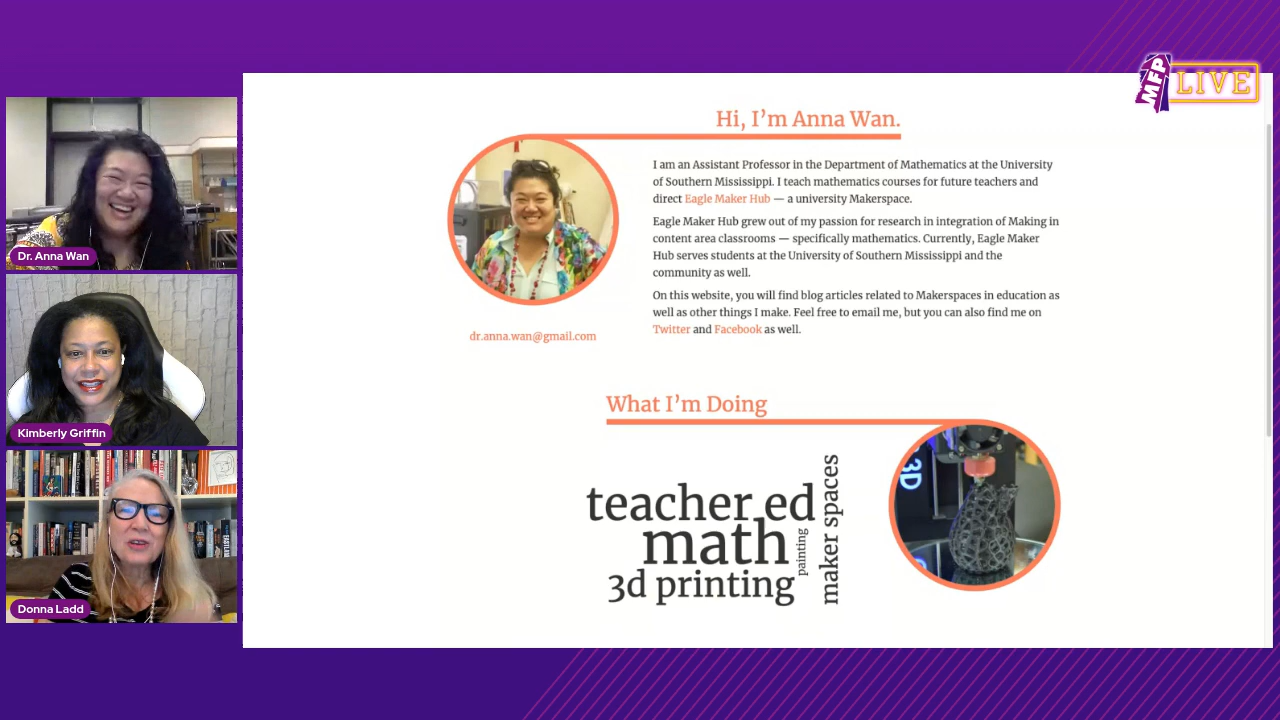 MFP LIVE
Dr. Anna Wan
Kimberly Griffin
Donna Ladd
Hi, I’m Anna Wan.
I am an Assistant Professor in the Department of Mathematics at the University
of Southern Mississippi. I teach mathematics courses for future teachers and
direct Eagle Maker Hub — a university Makerspace.
Eagle Maker Hub grew out of my passion for research in integration of Making in
content area classrooms — specifically mathematics. Currently, Eagle Maker
Hub serves students at the University of Southern Mississippi and the
community as well.
On this website, you will find blog articles related to Makerspaces in education as
well as other things I make. Feel free to email me, but you can also find me on
Twitter and Facebook as well.
dr.anna.wan@gmail.com
What I’m Doing
teacher ed
math
painting
maker spaces
3d printing
3D